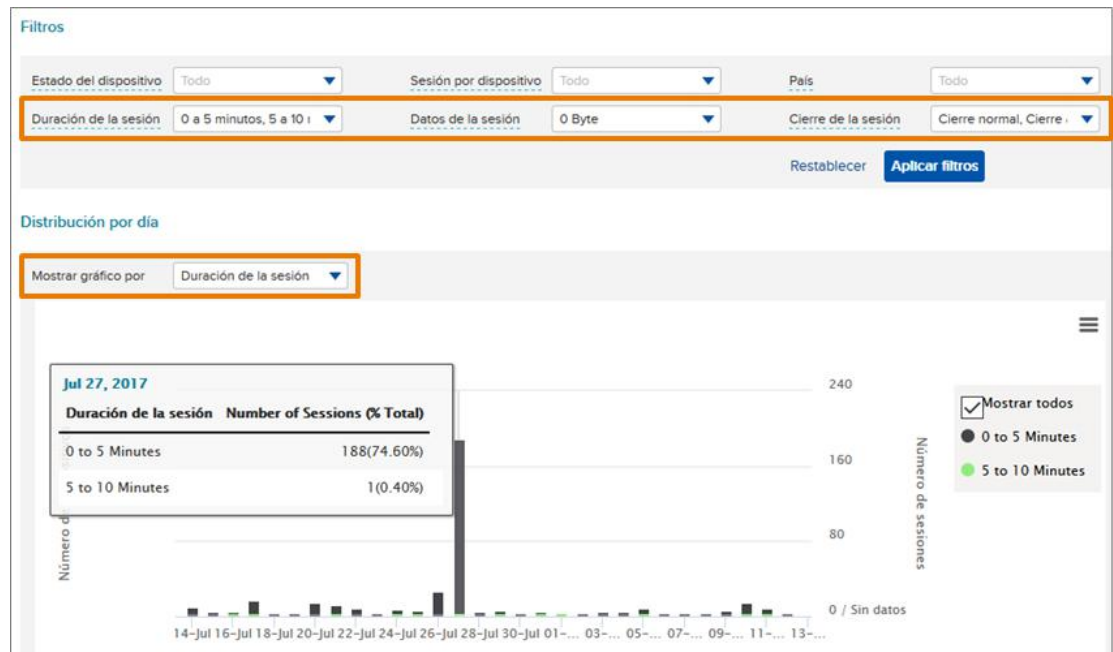 Filtros
Estado del dispositivo Todo Sesión por dispositivo Todo País Todo
Duración de la sesión 0 a 5 minutos, 5 a 10 Datos de la sesión 0 Byte Cierre de la sesión Cierre normal, Cierre
Restablecer Aplicar filtros
Distribución por día
Mostrar gráfico por Duración de la sesión
Jul 27, 2017
Duración de la sesión Number of Sessions (% Total)
0 to 5 Minutes 188(74.60%)
5 to 10 Minutes 1(0.40%)
Número de
240
160
80
0 / Sin datos
Número de sesiones
Mostrar todos
0 to 5 Minutes
5 to 10 Minutes
14-Jul 16-Jul 18-Jul 20-Jul 22-Jul 24-Jul 26-Jul 28-Jul 30-Jul 01-... 03-... 05-... 07-... 09-... 11-... 13-...